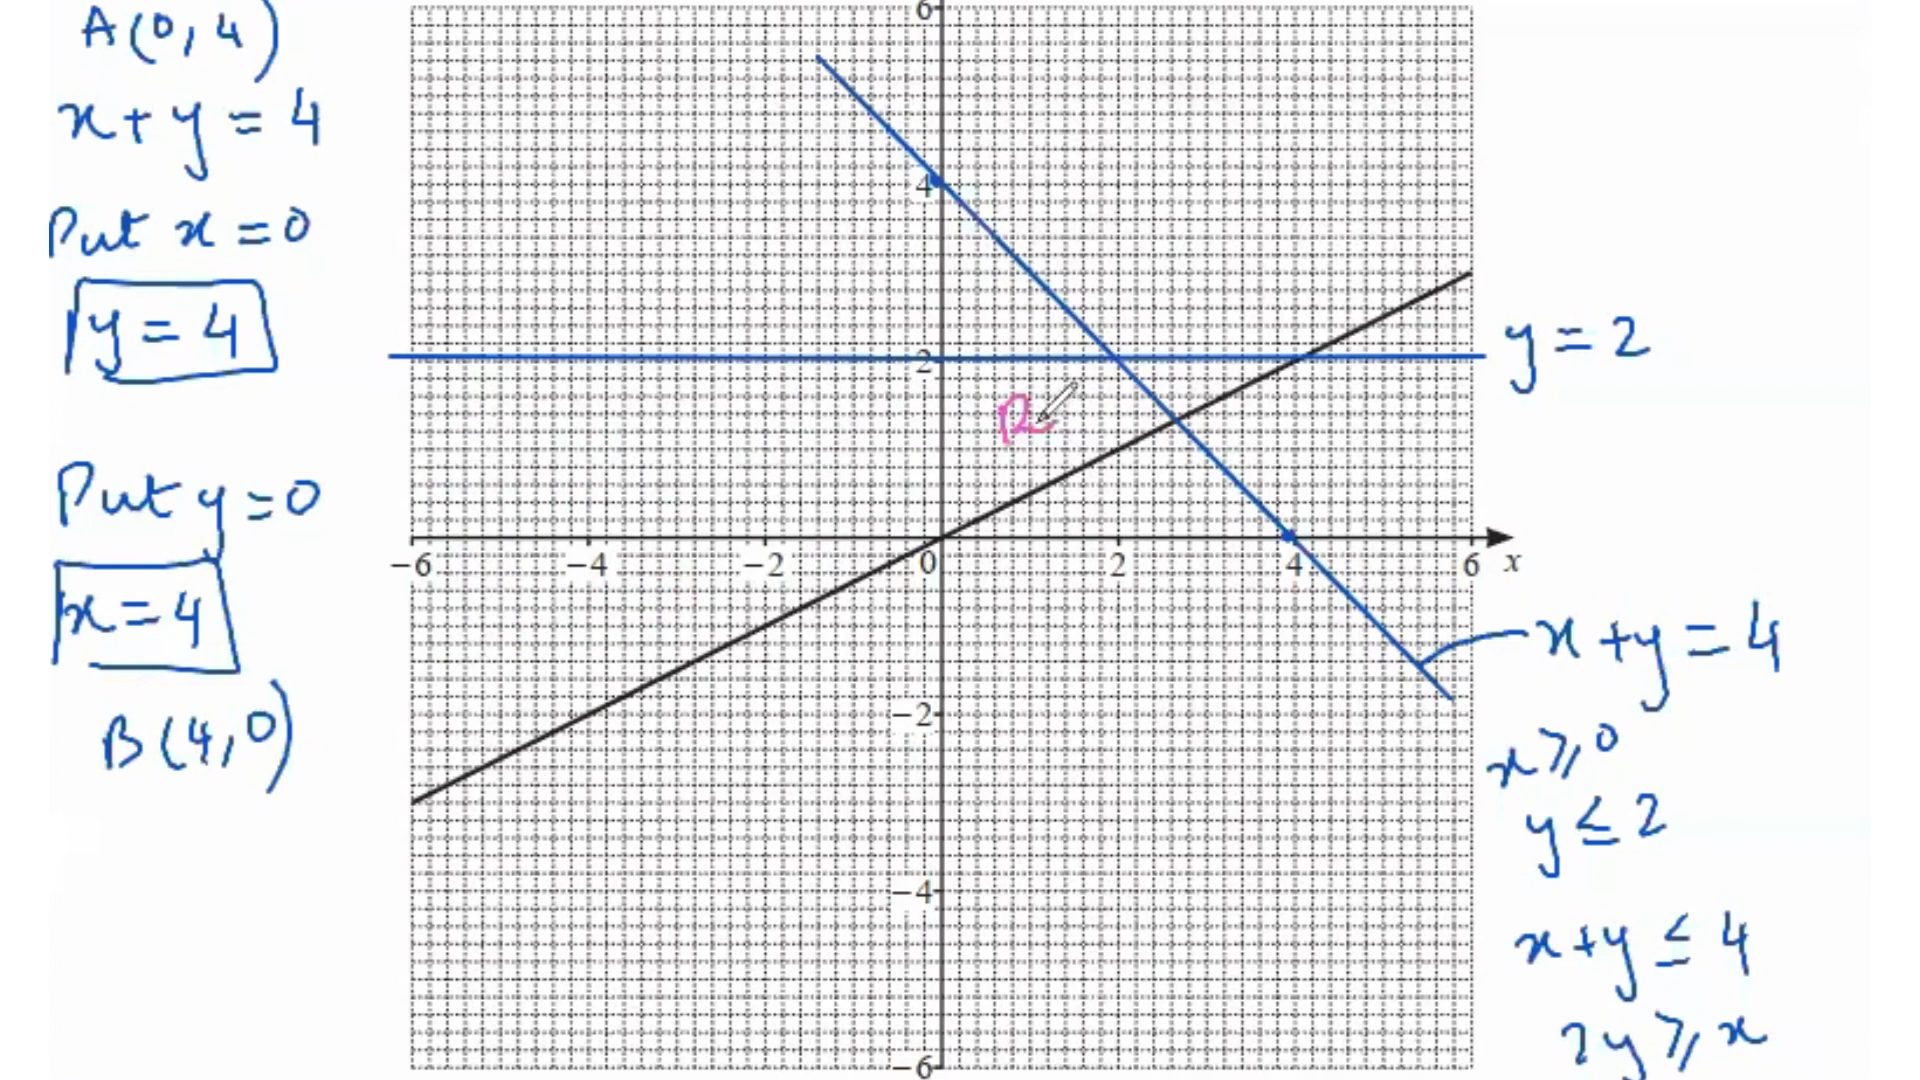 A(0,4)
x+y=4
Put x=0
y=4
Put y=0
x=4
B(4,0)
6
4
2
R
−6 −4 −2 0 2 4 6 x
−2
−4
−6
y=2
x+y=4
x⩾0
y≤2
x+y≤4
2y⩾x